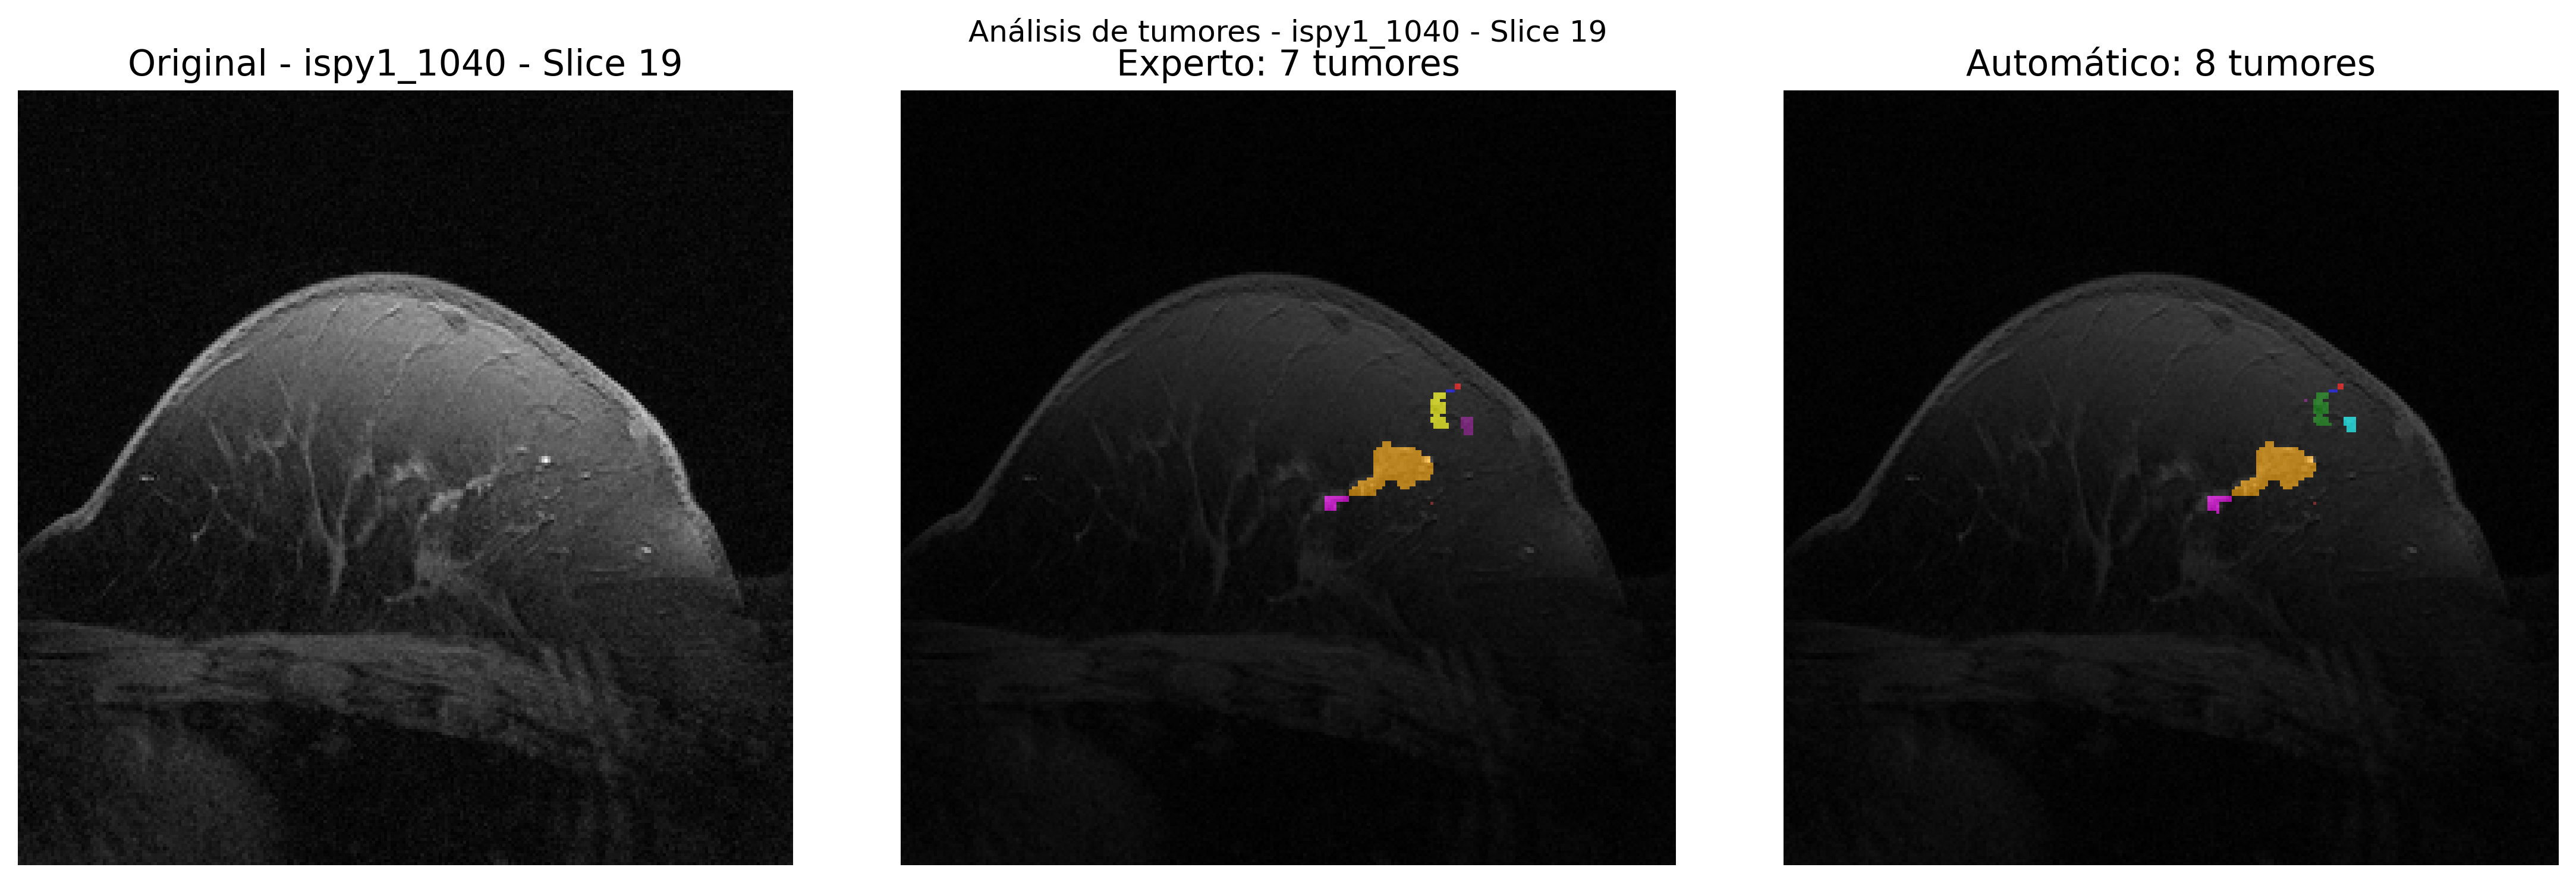 Análisis de tumores - ispy1_1040 - Slice 19
Original - ispy1_1040 - Slice 19
Experto: 7 tumores
Automático: 8 tumores